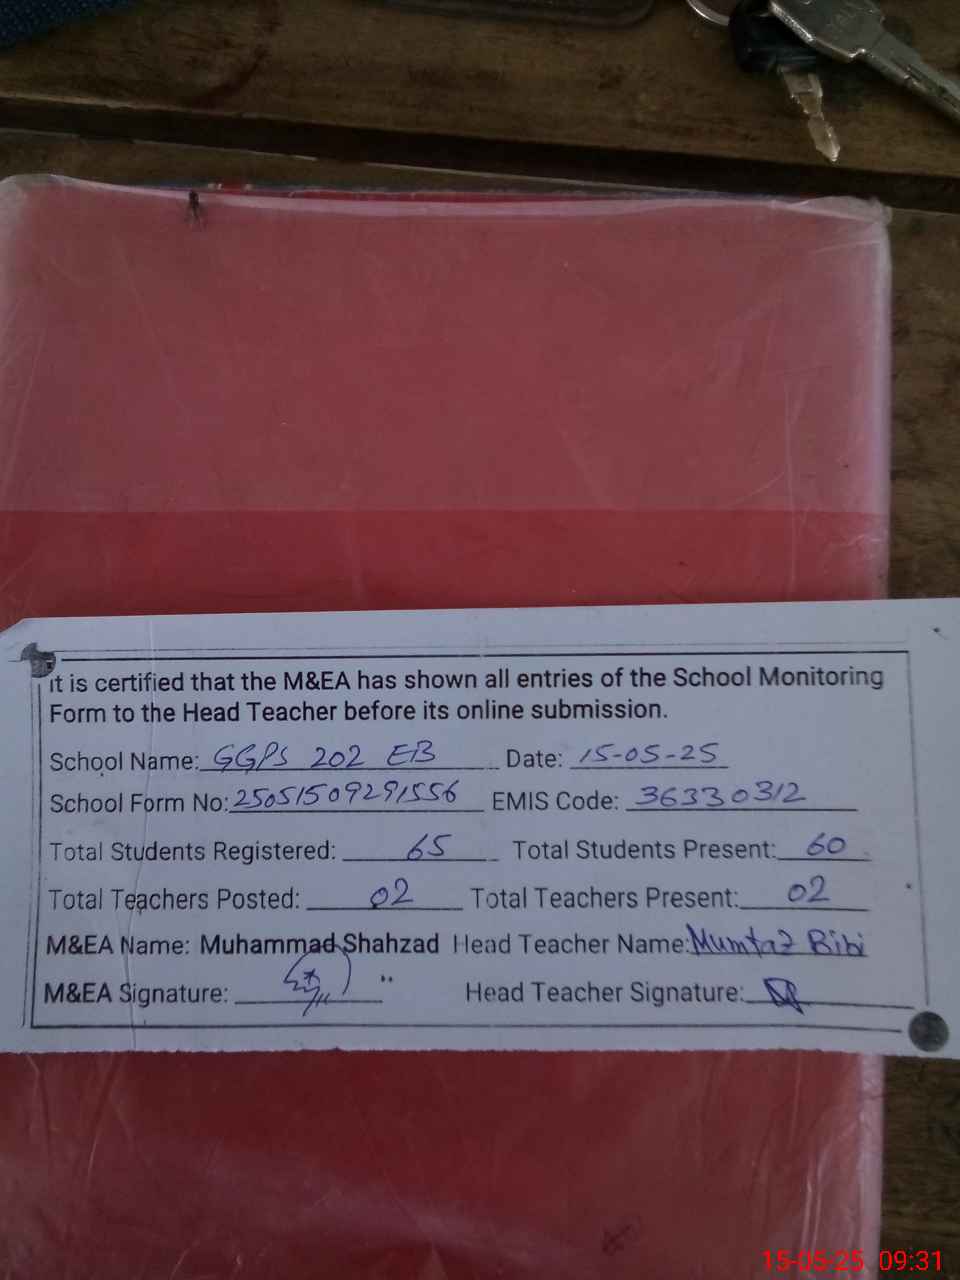 it is certified that the M&EA has shown all entries of the School Monitoring
Form to the Head Teacher before its online submission.
School Name: GGPS 202 EB Date: 15-05-25
School Form No: 25051509291556 EMIS Code: 36330312
Total Students Registered: 65 Total Students Present: 60
Total Teachers Posted: 02 Total Teachers Present: 02
M&EA Name: Muhammad Shahzad Head Teacher Name: Mumtaz Bibi
M&EA Signature: Head Teacher Signature:
15-05-25 09:31